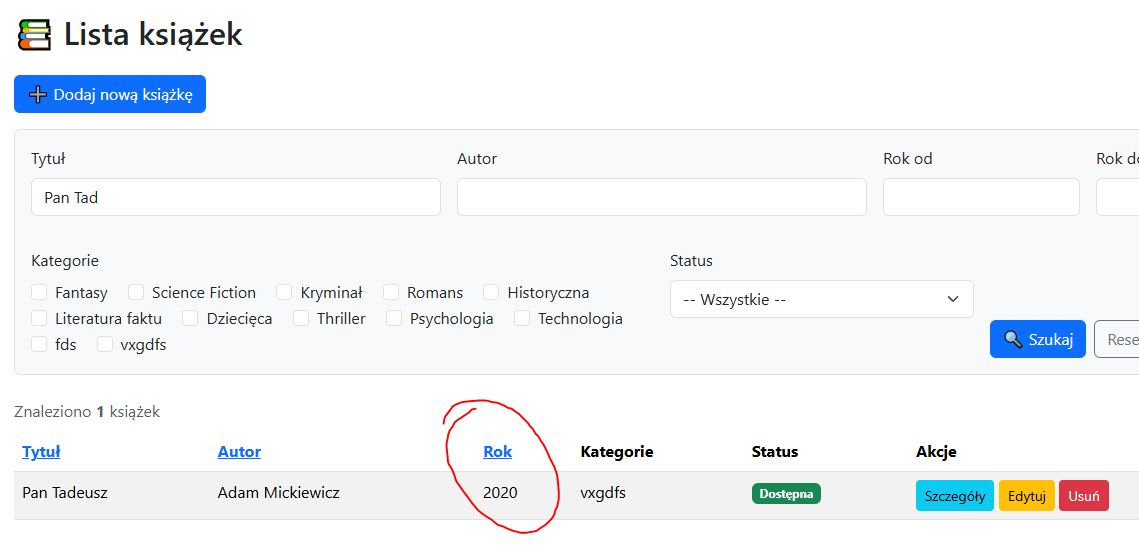 Lista książek
Dodaj nową książkę
Tytuł Autor Rok od Rok do
Pan Tad
Kategorie Status
Fantasy Science Fiction Kryminał Romans Historyczna
-- Wszystkie --
Literatura faktu Dziecięca Thriller Psychologia Technologia
fds vxgdfs
Szukaj Rese
Znaleziono 1 książek
Tytuł Autor Rok Kategorie Status Akcje
Pan Tadeusz Adam Mickiewicz 2020 vxgdfs Dostępna Szczegóły Edytuj Usuń